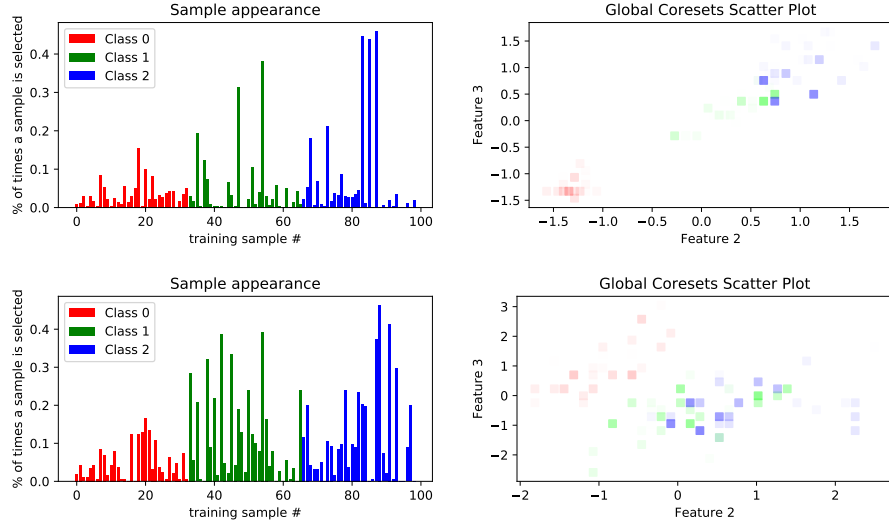 Sample appearance
% of times a sample is selected
0.4
0.3
0.2
0.1
0.0
Class 0
Class 1
Class 2
0 20 40 60 80 100
training sample #
Global Coresets Scatter Plot
Feature 3
1.5
1.0
0.5
0.0
−0.5
−1.0
−1.5
−1.5 −1.0 −0.5 0.0 0.5 1.0 1.5
Feature 2
Sample appearance
% of times a sample is selected
0.4
0.3
0.2
0.1
0.0
Class 0
Class 1
Class 2
0 20 40 60 80 100
training sample #
Global Coresets Scatter Plot
Feature 3
3
2
1
0
−1
−2
−2 −1 0 1 2
Feature 2